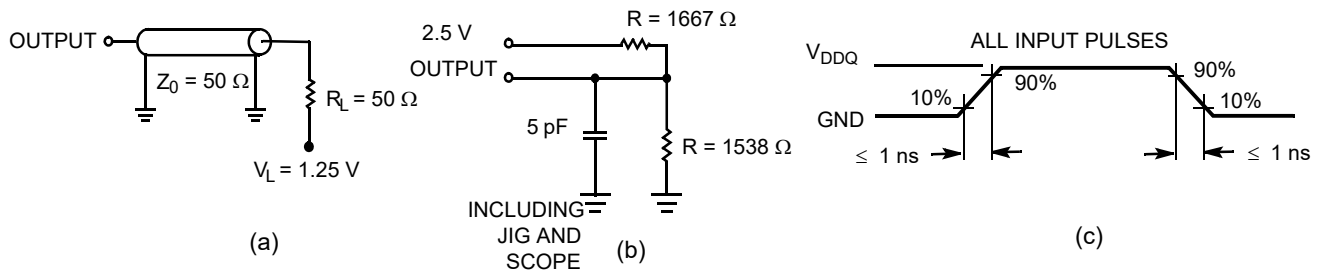 OUTPUT
Z0 = 50 Ω
RL = 50 Ω
VL = 1.25 V
(a)
R = 1667 Ω
2.5 V
OUTPUT
5 pF
R = 1538 Ω
INCLUDING
JIG AND
SCOPE
(b)
ALL INPUT PULSES
VDDQ
GND
10%
90%
90%
10%
≤ 1 ns
≤ 1 ns
(c)